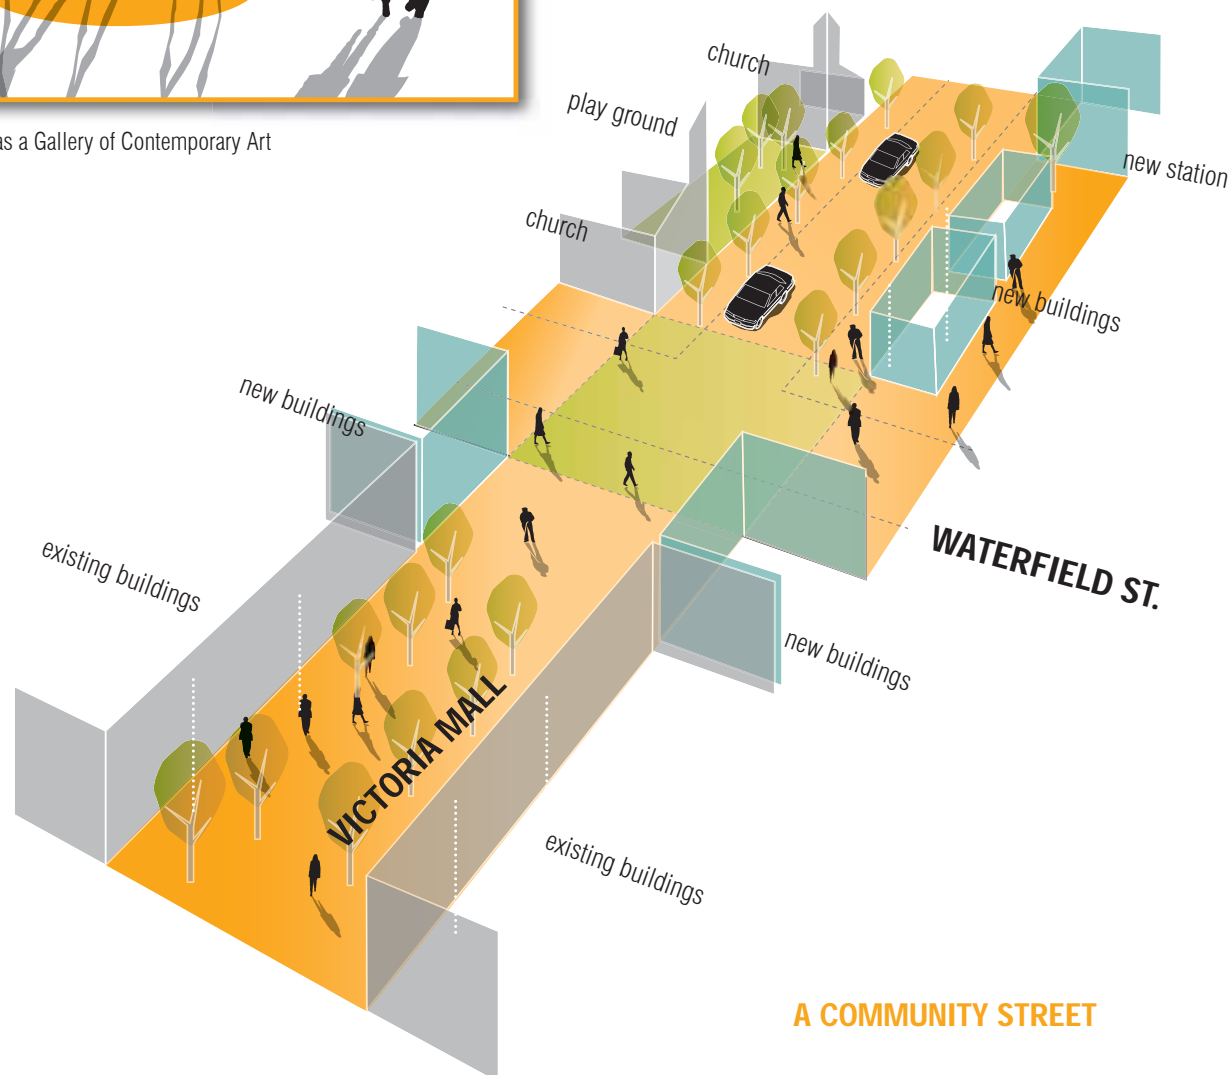 as a Gallery of Contemporary Art
church
play ground
new station
church
new buildings
new buildings
WATERFIELD ST.
existing buildings
new buildings
VICTORIA MALL
existing buildings
A COMMUNITY STREET